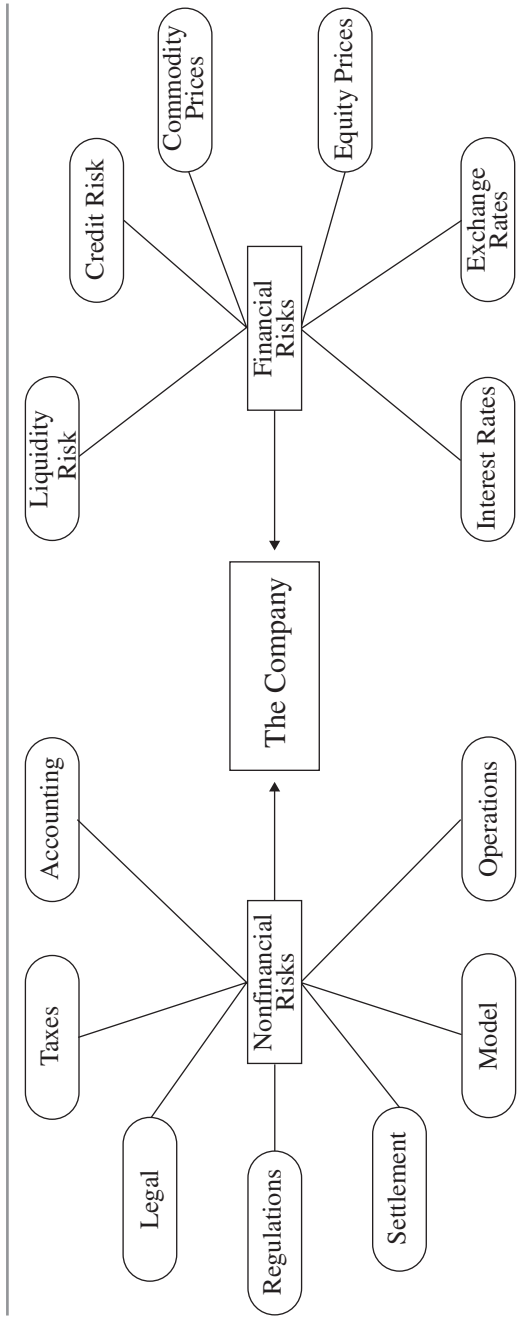 Accounting
Taxes
Legal
Regulations
Settlement
Model
Operations
Nonfinancial
Risks
The Company
Financial
Risks
Liquidity
Risk
Credit Risk
Commodity
Prices
Equity Prices
Exchange
Rates
Interest Rates